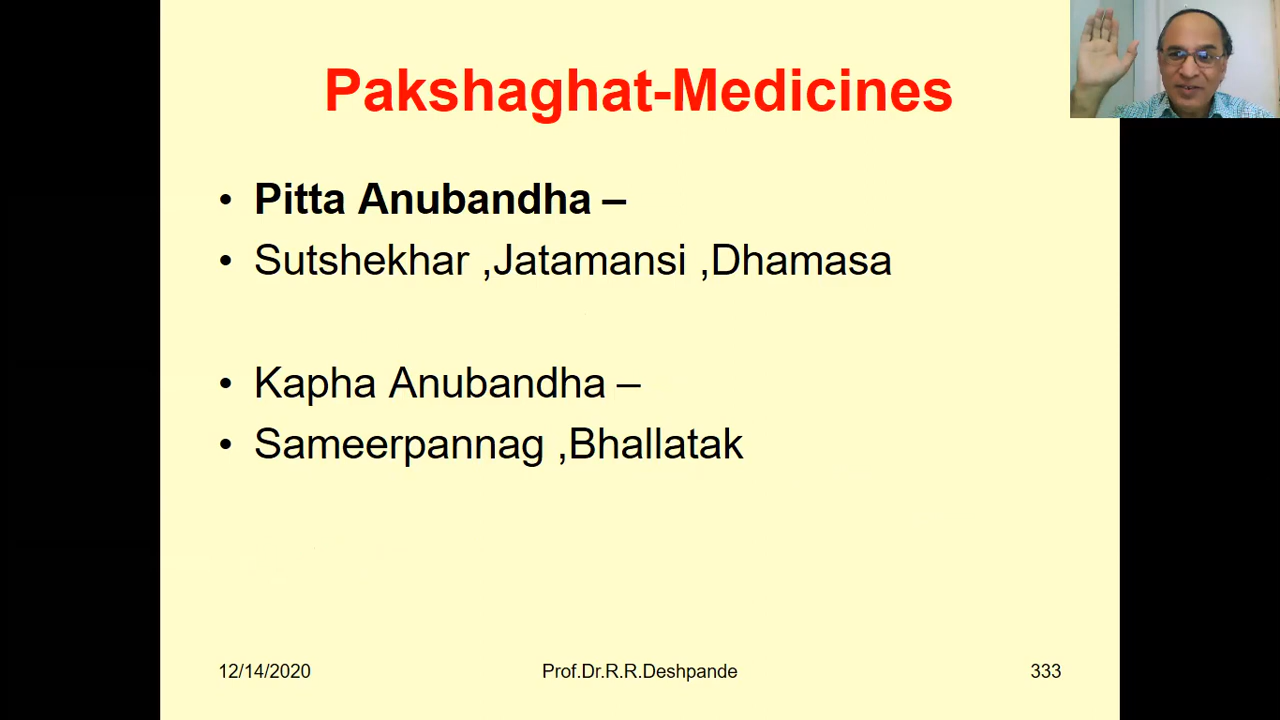 Pakshaghat-Medicines
• Pitta Anubandha –
• Sutshekhar ,Jatamansi ,Dhamasa
• Kapha Anubandha –
• Sameerpannag ,Bhallatak
12/14/2020 Prof.Dr.R.R.Deshpande 333